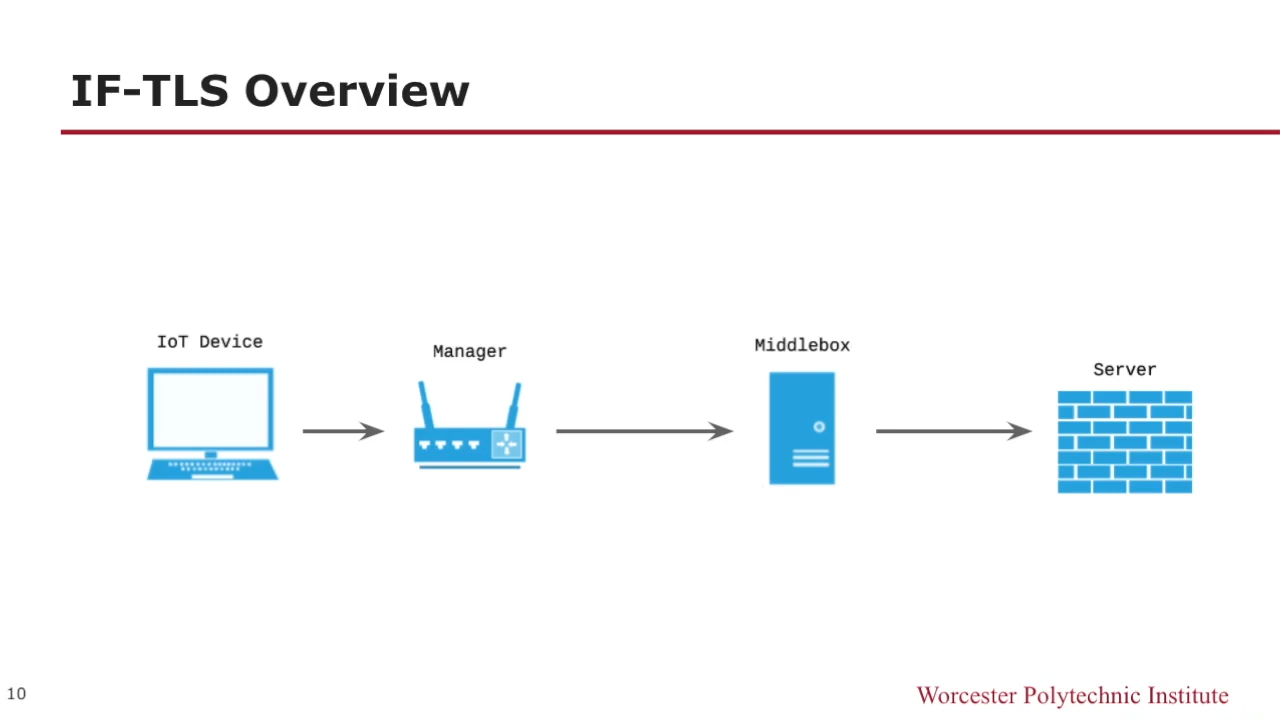 IF-TLS Overview
IoT Device
Manager
Middlebox
Server
10
Worcester Polytechnic Institute